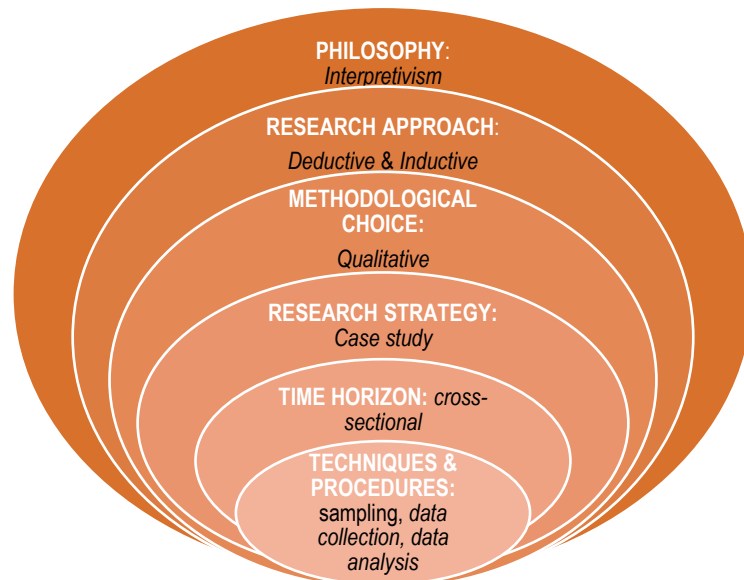 PHILOSOPHY:
Interpretivism
RESEARCH APPROACH:
Deductive & Inductive
METHODOLOGICAL
CHOICE:
Qualitative
RESEARCH STRATEGY:
Case study
TIME HORIZON: cross-
sectional
TECHNIQUES &
PROCEDURES:
sampling, data
collection, data
analysis